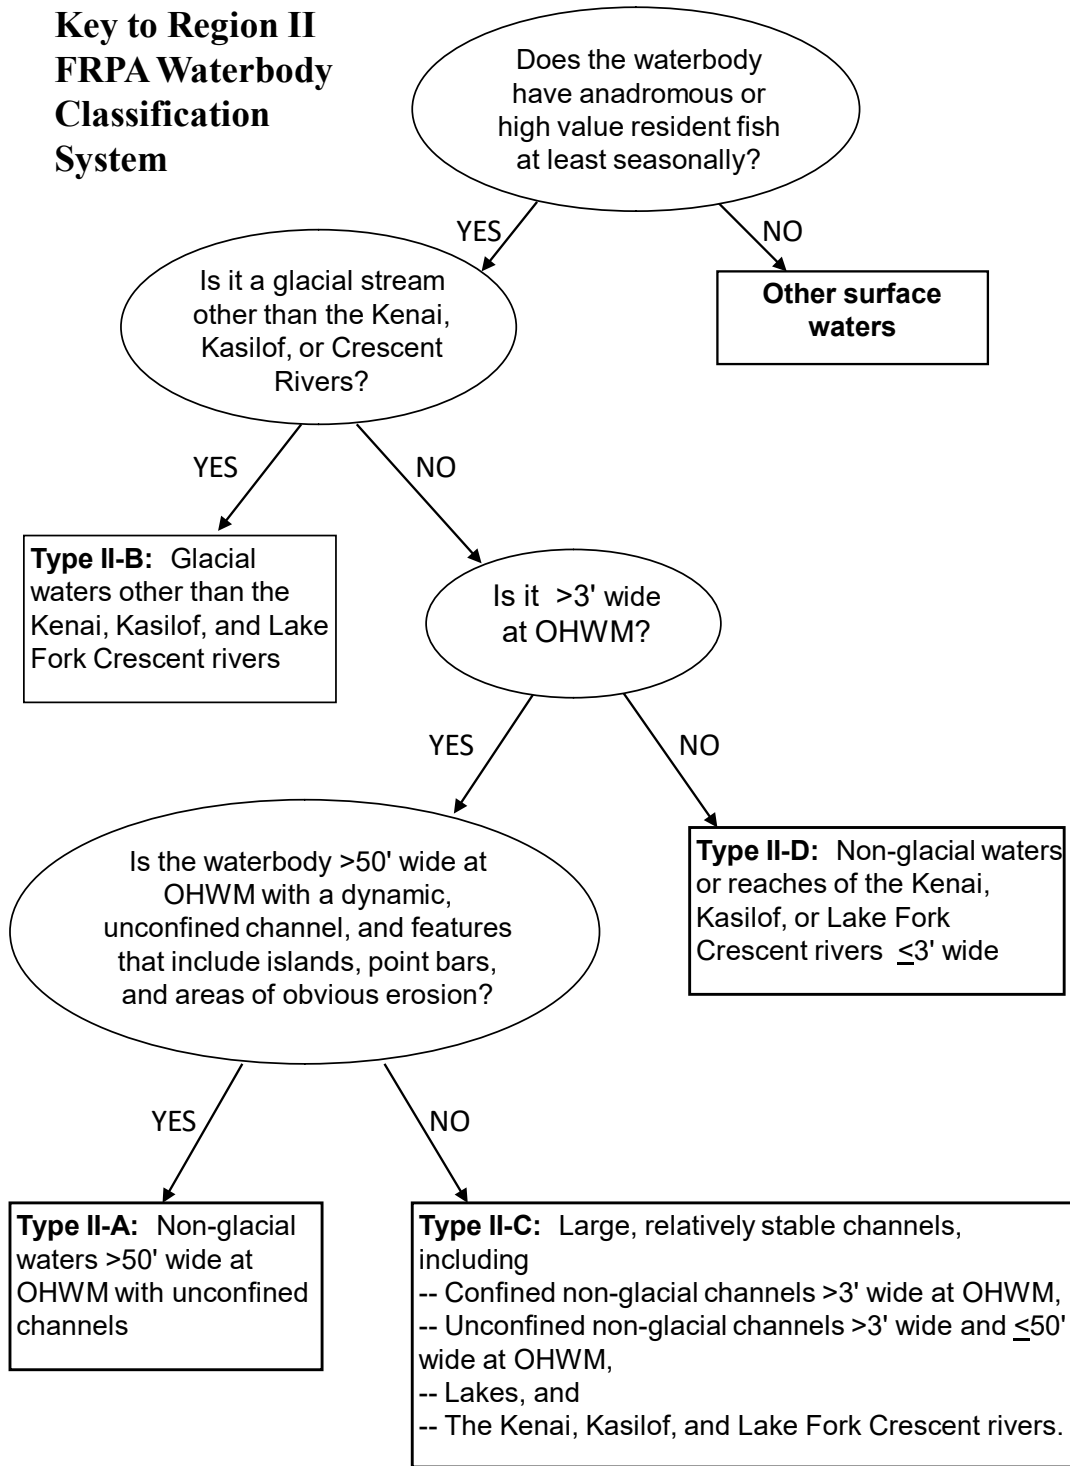 Key to Region II
FRPA Waterbody
Classification
System
Does the waterbody
have anadromous or
high value resident fish
at least seasonally?
YES
NO
Is it a glacial stream
other than the Kenai,
Kasilof, or Crescent
Rivers?
Other surface
waters
YES
NO
Type II-B: Glacial
waters other than the
Kenai, Kasilof, and Lake
Fork Crescent rivers
Is it >3' wide
at OHWM?
YES
NO
Is the waterbody >50' wide at
OHWM with a dynamic,
unconfined channel, and features
that include islands, point bars,
and areas of obvious erosion?
Type II-D: Non-glacial waters
or reaches of the Kenai,
Kasilof, or Lake Fork
Crescent rivers ≤3' wide
YES
NO
Type II-A: Non-glacial
waters >50' wide at
OHWM with unconfined
channels
Type II-C: Large, relatively stable channels,
including
-- Confined non-glacial channels >3' wide at OHWM,
-- Unconfined non-glacial channels >3' wide and ≤50'
wide at OHWM,
-- Lakes, and
-- The Kenai, Kasilof, and Lake Fork Crescent rivers.